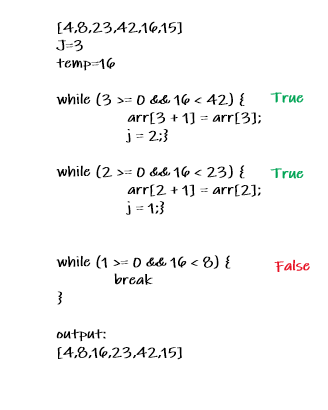 [4,8,23,42,16,15]
J=3
temp=16
while (3 >= 0 && 16 < 42) { True
arr[3 + 1] = arr[3];
j = 2;}
while (2 >= 0 && 16 < 23) { True
arr[2 + 1] = arr[2];
j = 1;}
while (1 >= 0 && 16 < 8) { False
break
}
output:
[4,8,16,23,42,15]